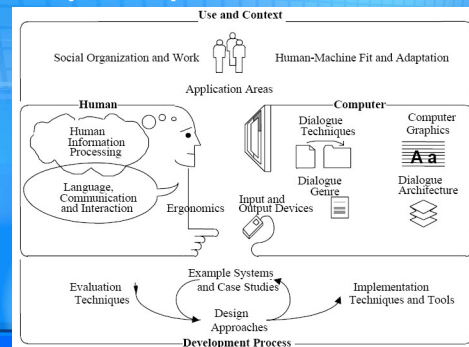 Use and Context
Social Organization and Work
Human-Machine Fit and Adaptation
Application Areas
Human
Computer
Human
Information
Processing
Language,
Communication
and Interaction
Ergonomics
Dialogue
Techniques
Computer
Graphics
A a
Dialogue
Genre
Dialogue
Architecture
Input and
Output Devices
Evaluation
Techniques
Example Systems
and Case Studies
Implementation
Techniques and Tools
Design
Approaches
Development Process